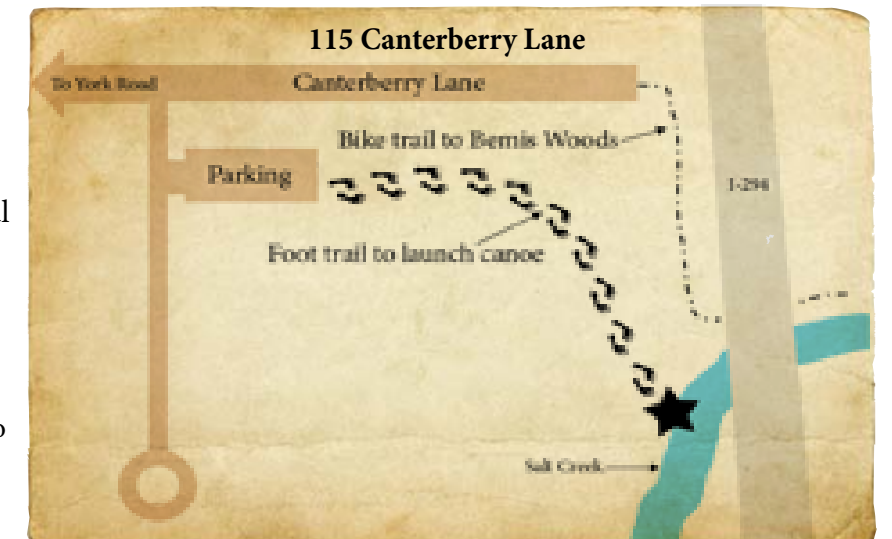 115 Canterberry Lane
To York Road
Canterberry Lane
Bike trail to Bemis Woods
Parking
I-294
Foot trail to launch canoe
Salt Creek